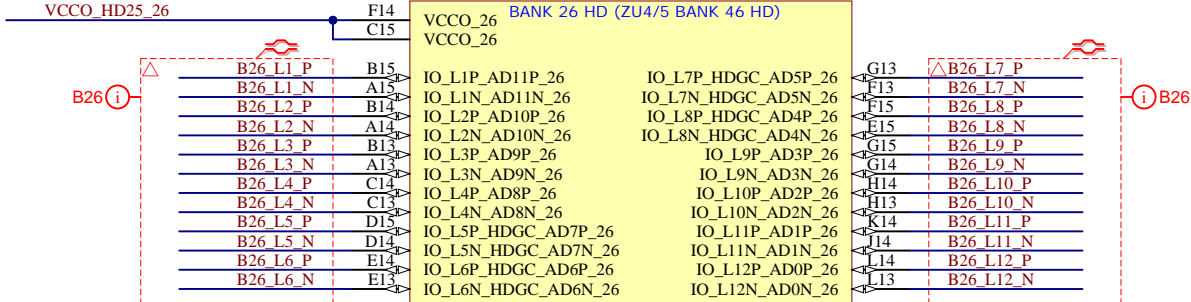 BANK 26 HD (ZU4/5 BANK 46 HD)
VCCO_HD25_26 F14 VCCO_26
C15 VCCO_26
B26_L1_P B15 IO_L1P_AD11P_26 IO_L7P_HDGC_AD5P_26 G13 B26_L7_P
B26_L1_N A15 IO_L1N_AD11N_26 IO_L7N_HDGC_AD5N_26 F13 B26_L7_N
B26 i i B26
B26_L2_P B14 IO_L2P_AD10P_26 IO_L8P_HDGC_AD4P_26 F15 B26_L8_P
B26_L2_N A14 IO_L2N_AD10N_26 IO_L8N_HDGC_AD4N_26 E15 B26_L8_N
B26_L3_P B13 IO_L3P_AD9P_26 IO_L9P_AD3P_26 G15 B26_L9_P
B26_L3_N A13 IO_L3N_AD9N_26 IO_L9N_AD3N_26 G14 B26_L9_N
B26_L4_P C14 IO_L4P_AD8P_26 IO_L10P_AD2P_26 H14 B26_L10_P
B26_L4_N C13 IO_L4N_AD8N_26 IO_L10N_AD2N_26 H13 B26_L10_N
B26_L5_P D15 IO_L5P_HDGC_AD7P_26 IO_L11P_AD1P_26 K14 B26_L11_P
B26_L5_N D14 IO_L5N_HDGC_AD7N_26 IO_L11N_AD1N_26 J14 B26_L11_N
B26_L6_P E14 IO_L6P_HDGC_AD6P_26 IO_L12P_AD0P_26 L14 B26_L12_P
B26_L6_N E13 IO_L6N_HDGC_AD6N_26 IO_L12N_AD0N_26 L13 B26_L12_N